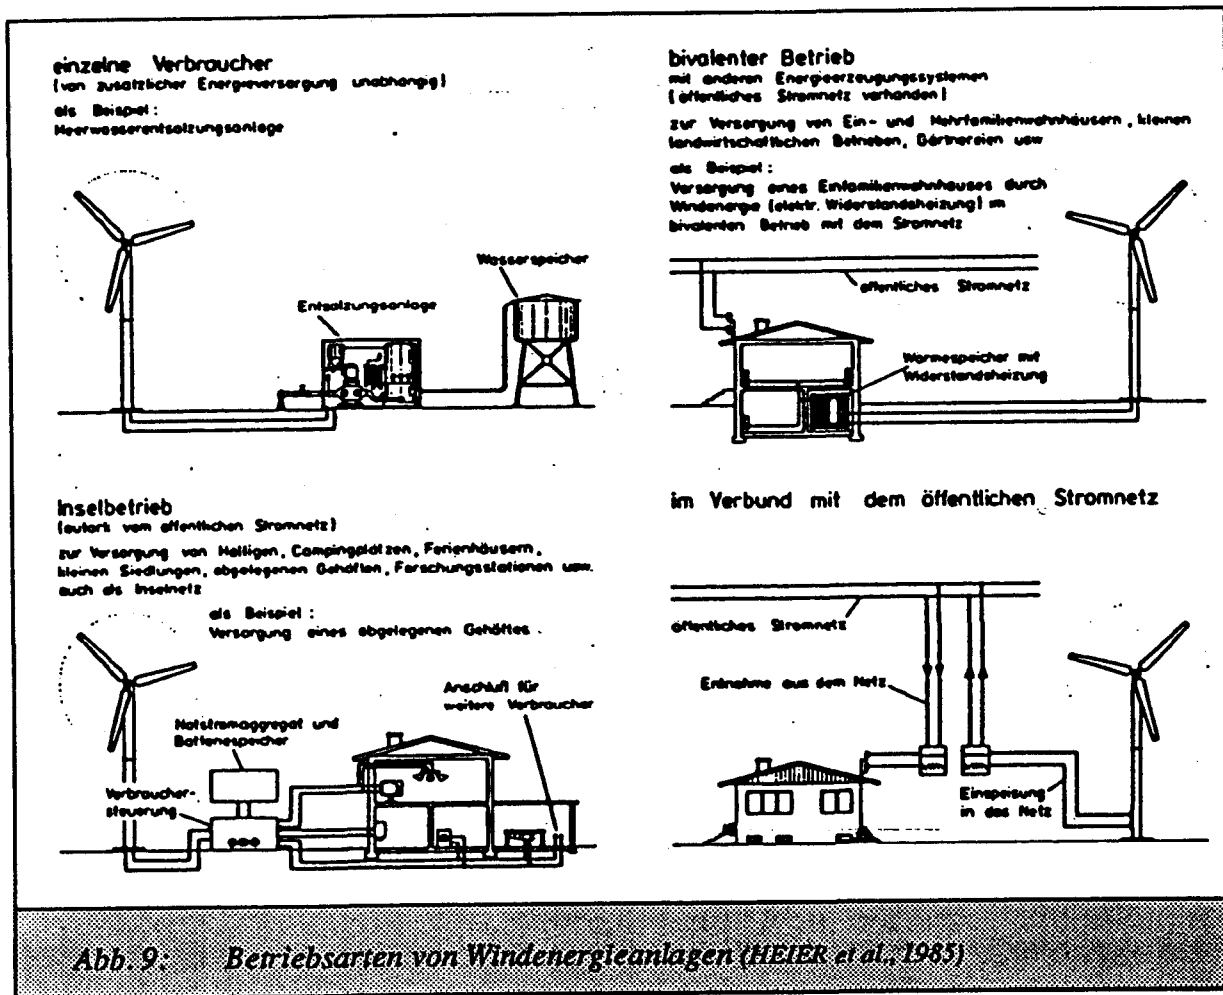 einzelne Verbraucher
(von zusätzlicher Energieversorgung unabhängig)
als Beispiel:
Meerwasserentsalzungsanlage
Wasserspeicher
Entsalzungsanlage
bivalenter Betrieb
mit anderen Energieerzeugungssystemen
(öffentliches Stromnetz vorhanden)
zur Versorgung von Ein- und Mehrfamilienwohnhäusern, kleinen
landwirtschaftlichen Betrieben, Gärtnereien usw
als Beispiel:
Versorgung eines Einfamilienwohnhauses durch
Windenergie (elektr. Widerstandsheizung) im
bivalenten Betrieb mit dem Stromnetz
öffentliches Stromnetz
Wärmespeicher mit
Widerstandsheizung
Inselbetrieb
(autark vom öffentlichen Stromnetz)
zur Versorgung von Halligen, Campingplätzen, Ferienhäusern,
kleinen Siedlungen, abgelegenen Gehöften, Forschungsstationen usw.
auch als Inselnetz
als Beispiel:
Versorgung eines abgelegenen Gehöftes
Anschluß für
weitere Verbraucher
Notstromaggregat und
Batteriespeicher
Verbraucher-
steuerung
im Verbund mit dem öffentlichen Stromnetz
öffentliches Stromnetz
Entnahme aus dem Netz
Einspeisung
in das Netz
Abb. 9: Betriebsarten von Windenergieanlagen (HEIER et al., 1985)